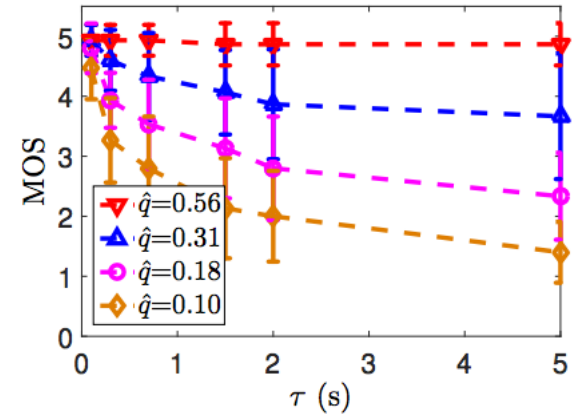 5
4
3
2
1
0
MOS
q̂=0.56
q̂=0.31
q̂=0.18
q̂=0.10
0 1 2 3 4 5
τ (s)